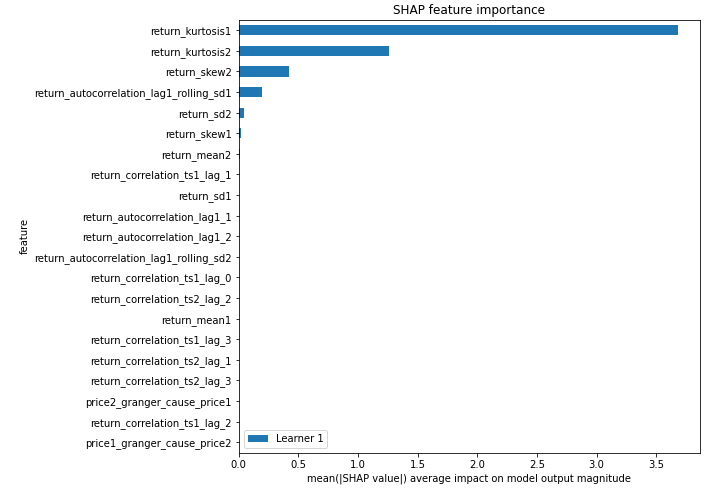 SHAP feature importance
return_kurtosis1
return_kurtosis2
return_skew2
return_autocorrelation_lag1_rolling_sd1
return_sd2
return_skew1
return_mean2
return_correlation_ts1_lag_1
return_sd1
return_autocorrelation_lag1_1
return_autocorrelation_lag1_2
return_autocorrelation_lag1_rolling_sd2
return_correlation_ts1_lag_0
return_correlation_ts2_lag_2
return_mean1
return_correlation_ts1_lag_3
return_correlation_ts2_lag_1
return_correlation_ts2_lag_3
price2_granger_cause_price1
return_correlation_ts1_lag_2
price1_granger_cause_price2
feature
Learner 1
0.0 0.5 1.0 1.5 2.0 2.5 3.0 3.5
mean(|SHAP value|) average impact on model output magnitude